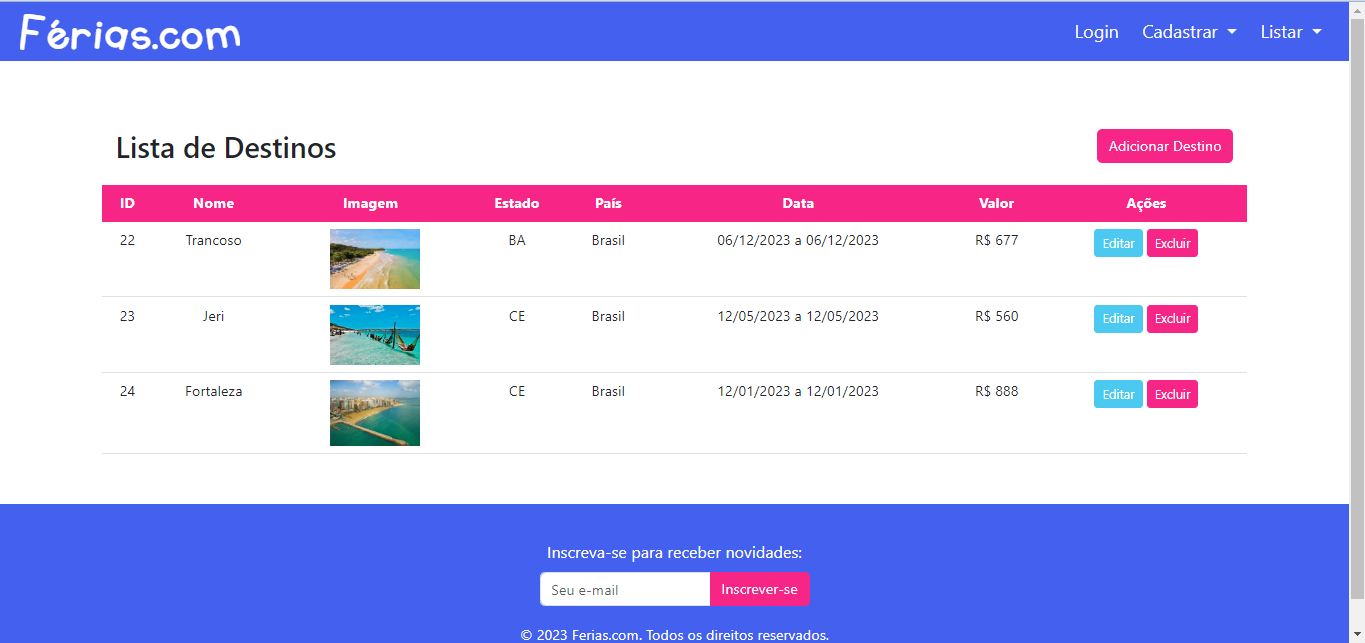 Férias.com Login Cadastrar Listar
Lista de Destinos Adicionar Destino
ID Nome Imagem Estado País Data Valor Ações
22 Trancoso BA Brasil 06/12/2023 a 06/12/2023 R$ 677 Editar Excluir
23 Jeri CE Brasil 12/05/2023 a 12/05/2023 R$ 560 Editar Excluir
24 Fortaleza CE Brasil 12/01/2023 a 12/01/2023 R$ 888 Editar Excluir
Inscreva-se para receber novidades:
Seu e-mail Inscrever-se
© 2023 Ferias.com. Todos os direitos reservados.